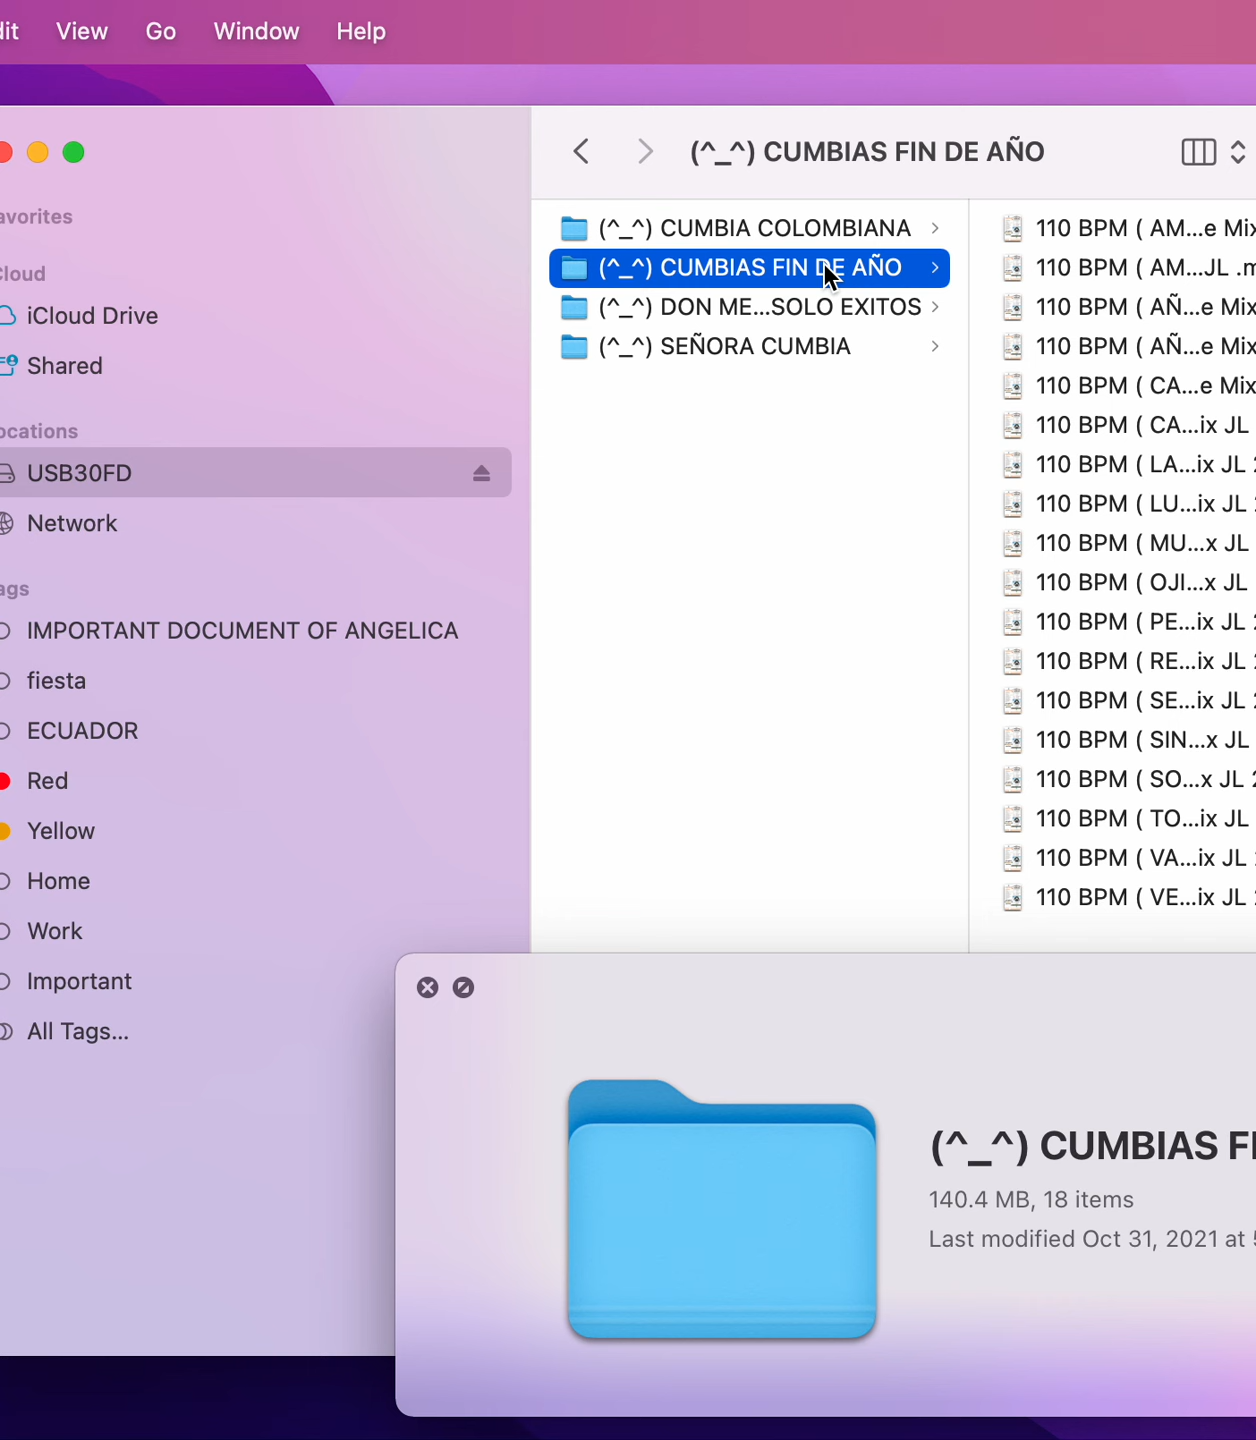 View Go Window Help
(^_^) CUMBIAS FIN DE AÑO
iCloud Drive
Shared
USB30FD
Network
IMPORTANT DOCUMENT OF ANGELICA
fiesta
ECUADOR
Red
Yellow
Home
Work
Important
All Tags...
(^_^) CUMBIA COLOMBIANA
(^_^) CUMBIAS FIN DE AÑO
(^_^) DON ME...SOLO EXITOS
(^_^) SEÑORA CUMBIA
110 BPM ( AM...e Mix
110 BPM ( AM...JL .m
110 BPM ( AÑ...e Mix
110 BPM ( AÑ...e Mix
110 BPM ( CA...e Mix
110 BPM ( CA...ix JL
110 BPM ( LA...ix JL 2
110 BPM ( LU...ix JL
110 BPM ( MU...x JL
110 BPM ( OJI...x JL
110 BPM ( PE...ix JL 2
110 BPM ( RE...ix JL
110 BPM ( SE...ix JL 2
110 BPM ( SIN...x JL
110 BPM ( SO...x JL 2
110 BPM ( TO...ix JL
110 BPM ( VA...ix JL
110 BPM ( VE...ix JL
(^_^) CUMBIAS
140.4 MB, 18 items
Last modified Oct 31, 2021 at